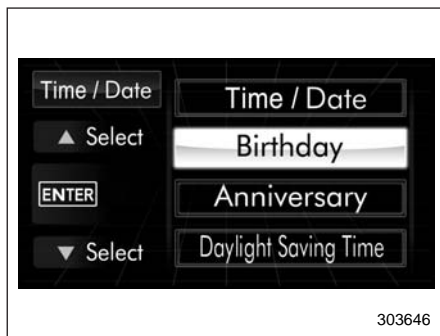 Time / Date
▲ Select
ENTER
▼ Select
Time / Date
Birthday
Anniversary
Daylight Saving Time
303646